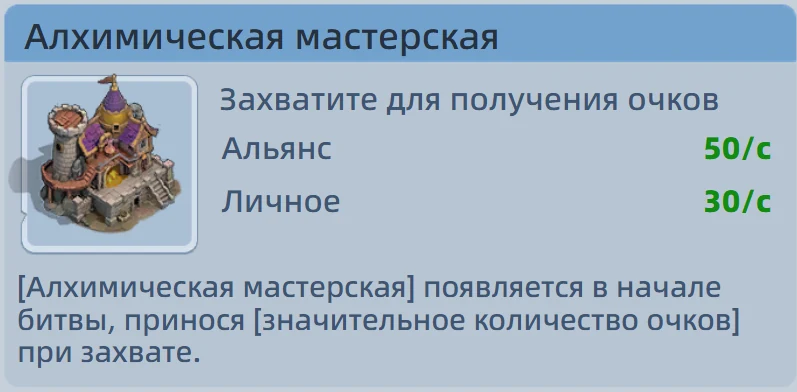 Алхимическая мастерская
Захватите для получения очков
Альянс 50/с
Личное 30/с
[Алхимическая мастерская] появляется в начале
битвы, принося [значительное количество очков]
при захвате.